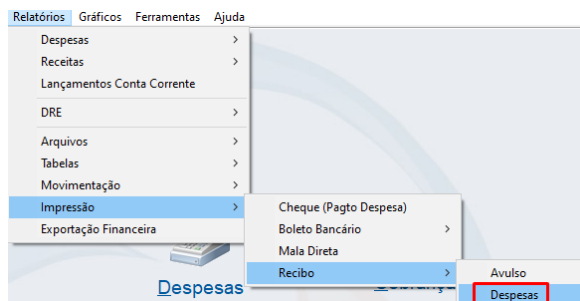 Relatórios Gráficos Ferramentas Ajuda
Despesas
Receitas
Lançamentos Conta Corrente
DRE
Arquivos
Tabelas
Movimentação
Impressão
Exportação Financeira
Cheque (Pagto Despesa)
Boleto Bancário
Mala Direta
Recibo
Avulso
Despesas
Despesas